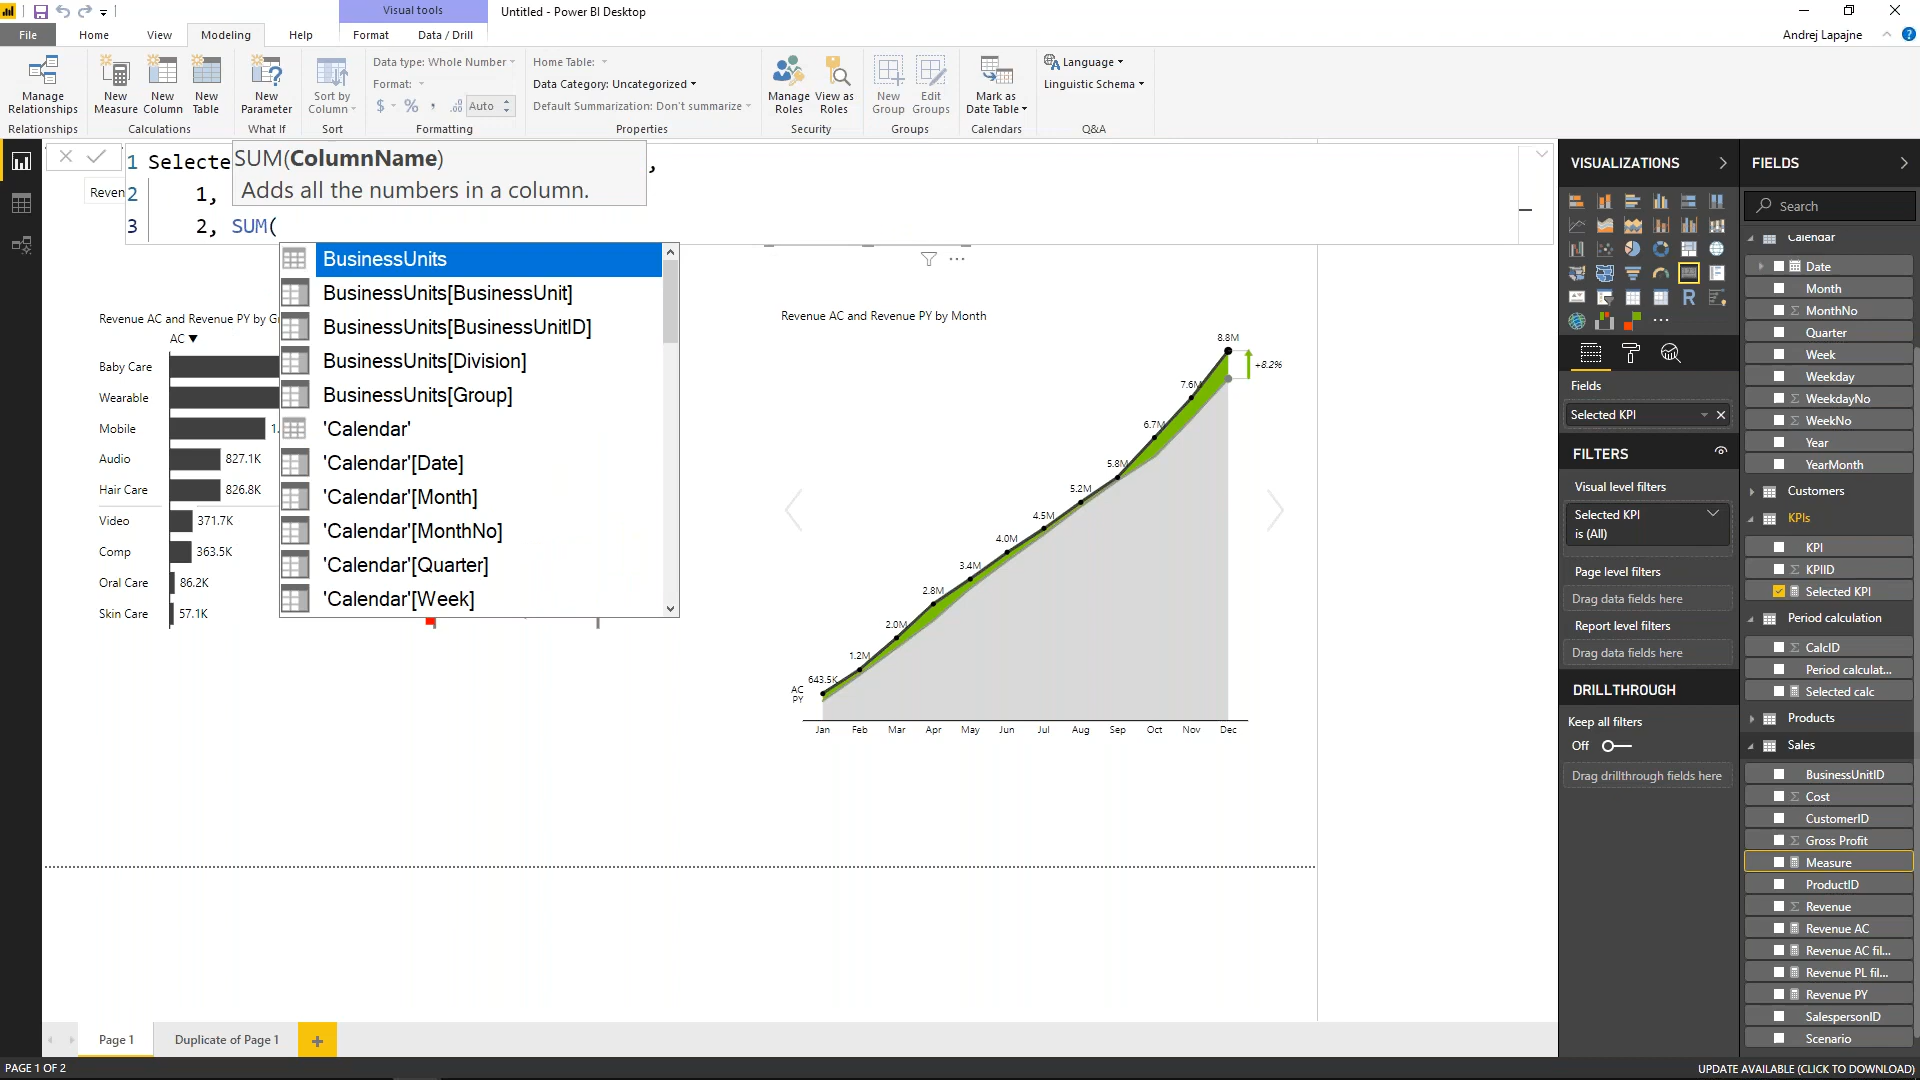 Visual tools
Untitled - Power BI Desktop
File
Home
View
Modeling
Help
Format
Data / Drill
Andrej Lapajne
Manage Relationships
New Measure
New Column
New Table
New Parameter
Sort by Column
Data type: Whole Number
Format:
$ % , .00 Auto
Home Table:
Data Category: Uncategorized
Default Summarization: Don't summarize
Manage Roles
View as Roles
New Group
Edit Groups
Mark as Date Table
Language
Linguistic Schema
Relationships
Calculations
What If
Sort
Formatting
Properties
Security
Groups
Calendars
Q&A
1 Selecte
SUM(ColumnName)
Adds all the numbers in a column.
,
Reven
2 1,
3 2, SUM(
BusinessUnits
BusinessUnits[BusinessUnit]
BusinessUnits[BusinessUnitID]
BusinessUnits[Division]
BusinessUnits[Group]
'Calendar'
'Calendar'[Date]
'Calendar'[Month]
'Calendar'[MonthNo]
'Calendar'[Quarter]
'Calendar'[Week]
Revenue AC and Revenue PY by G
AC
Baby Care
Wearable
Mobile 1.
Audio 827.1K
Hair Care 826.8K
Video 371.7K
Comp 363.5K
Oral Care 86.2K
Skin Care 57.1K
Revenue AC and Revenue PY by Month
8.8M
+8.2%
7.6M
6.7M
5.8M
5.2M
4.5M
4.0M
3.4M
2.8M
2.0M
1.2M
643.5K
AC
PY
Jan Feb Mar Apr May Jun Jul Aug Sep Oct Nov Dec
VISUALIZATIONS
R
Fields
Selected KPI
FILTERS
Visual level filters
Selected KPI
is (All)
Page level filters
Drag data fields here
Report level filters
Drag data fields here
DRILLTHROUGH
Keep all filters
Off
Drag drillthrough fields here
FIELDS
Search
Calendar
Date
Month
MonthNo
Quarter
Week
Weekday
WeekdayNo
WeekNo
Year
YearMonth
Customers
KPIs
KPI
KPIID
Selected KPI
Period calculation
CalcID
Period calculat...
Selected calc
Products
Sales
BusinessUnitID
Cost
CustomerID
Gross Profit
Measure
ProductID
Revenue
Revenue AC
Revenue AC fil...
Revenue PL fil...
Revenue PY
SalespersonID
Scenario
Page 1
Duplicate of Page 1
+
PAGE 1 OF 2
UPDATE AVAILABLE (CLICK TO DOWNLOAD)